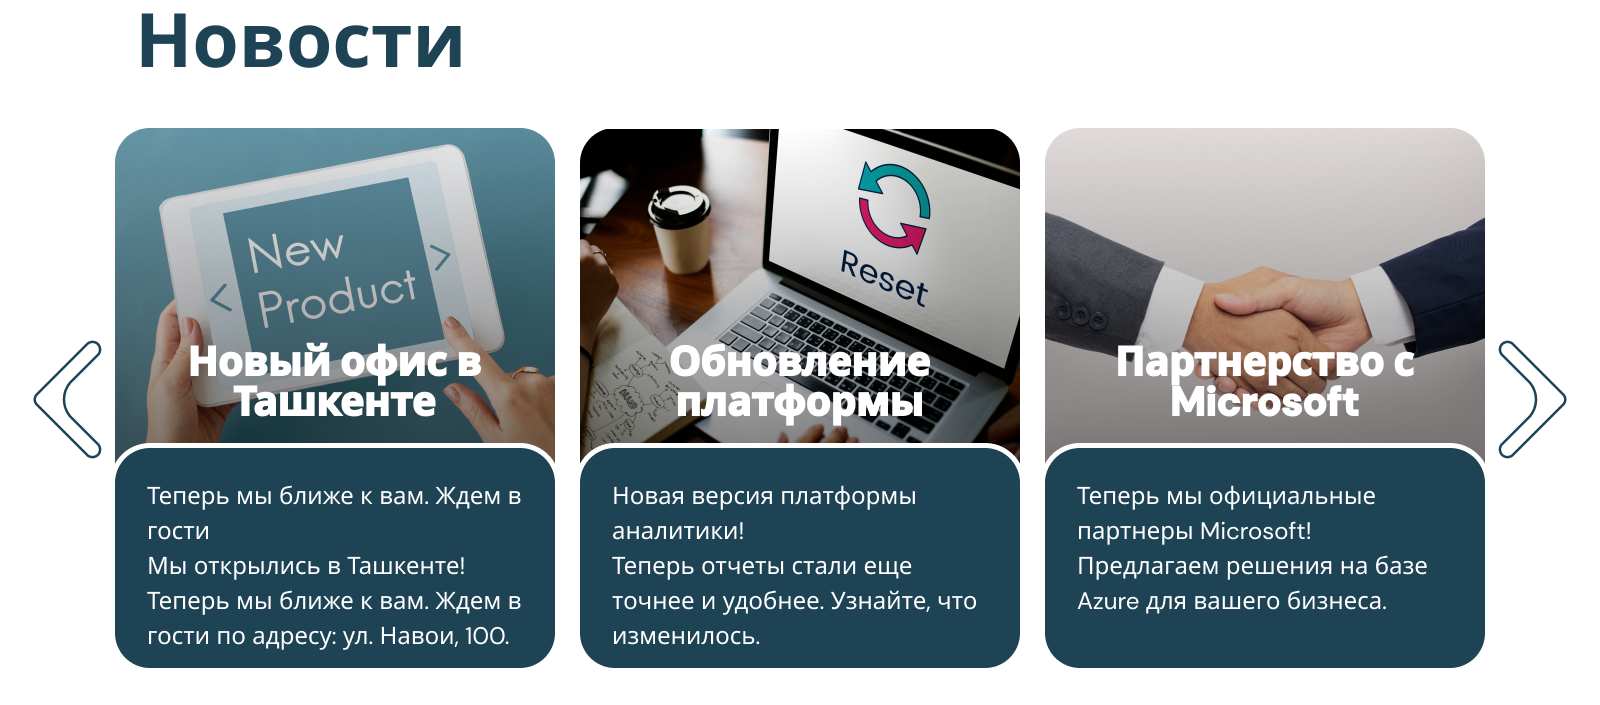 Новости
New
Product
Новый офис в
Ташкенте
Теперь мы ближе к вам. Ждем в
гости
Мы открылись в Ташкенте!
Теперь мы ближе к вам. Ждем в
гости по адресу: ул. Навои, 100.
Reset
Обновление
платформы
Новая версия платформы
аналитики!
Теперь отчеты стали еще
точнее и удобнее. Узнайте, что
изменилось.
Партнерство с
Microsoft
Теперь мы официальные
партнеры Microsoft!
Предлагаем решения на базе
Azure для вашего бизнеса.